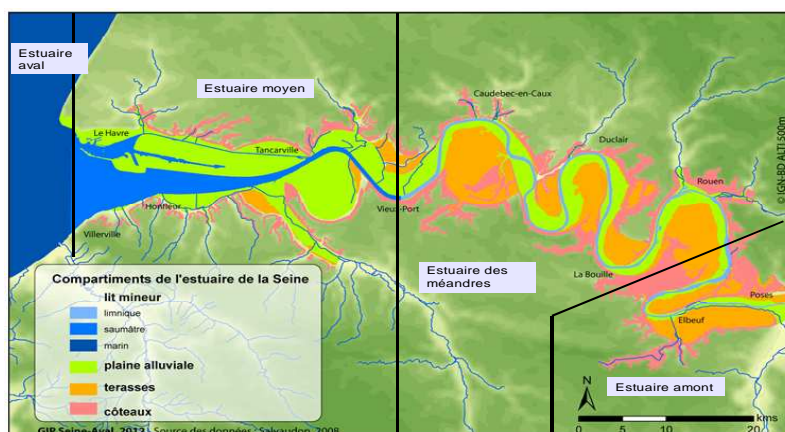 Estuaire
aval
Estuaire moyen
Caudebec-en-Caux
Le Havre
Tancarville
Duclair
Rouen
© IGN-BD ALTI 500m
Honfleur
Vieux-Port
Villerville
Estuaire des
méandres
La Bouille
Poses
Elbeuf
Estuaire amont
Compartiments de l'estuaire de la Seine
lit mineur
limnique
saumâtre
marin
plaine alluviale
terasses
côteaux
N
kms
0 5 10 20
GIP Seine-Aval, 2012 - Source des données : Salvaudon, 2008